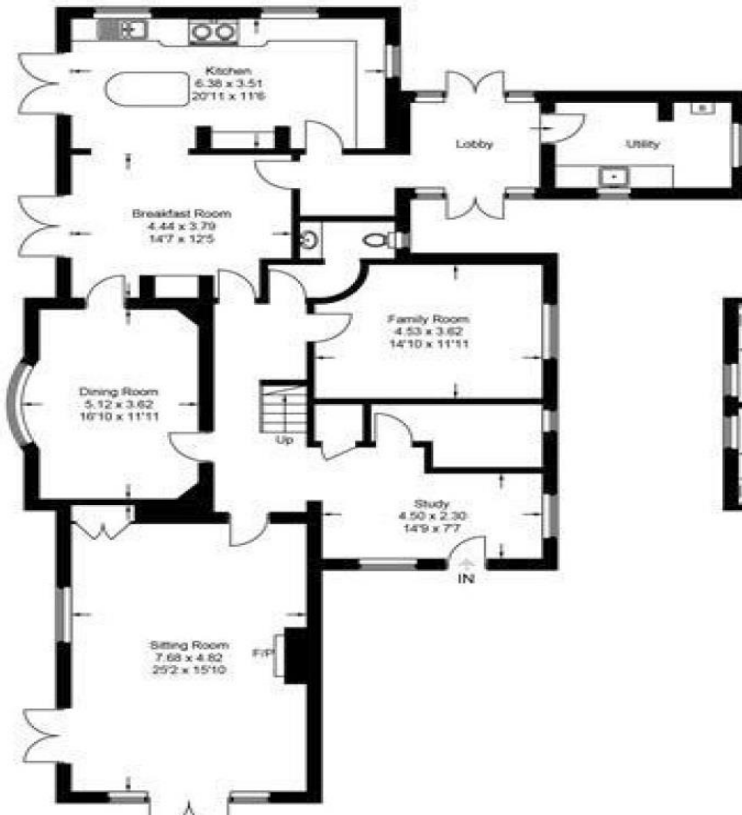 Kitchen
6.38 x 3.51
20'11 x 11'6
Lobby
Utility
Breakfast Room
4.44 x 3.79
14'7 x 12'5
Family Room
4.53 x 3.62
14'10 x 11'11
Dining Room
5.12 x 3.62
16'10 x 11'11
Up
Study
4.50 x 2.30
14'9 x 7'7
IN
Sitting Room
7.68 x 4.82
25'2 x 15'10
F/P